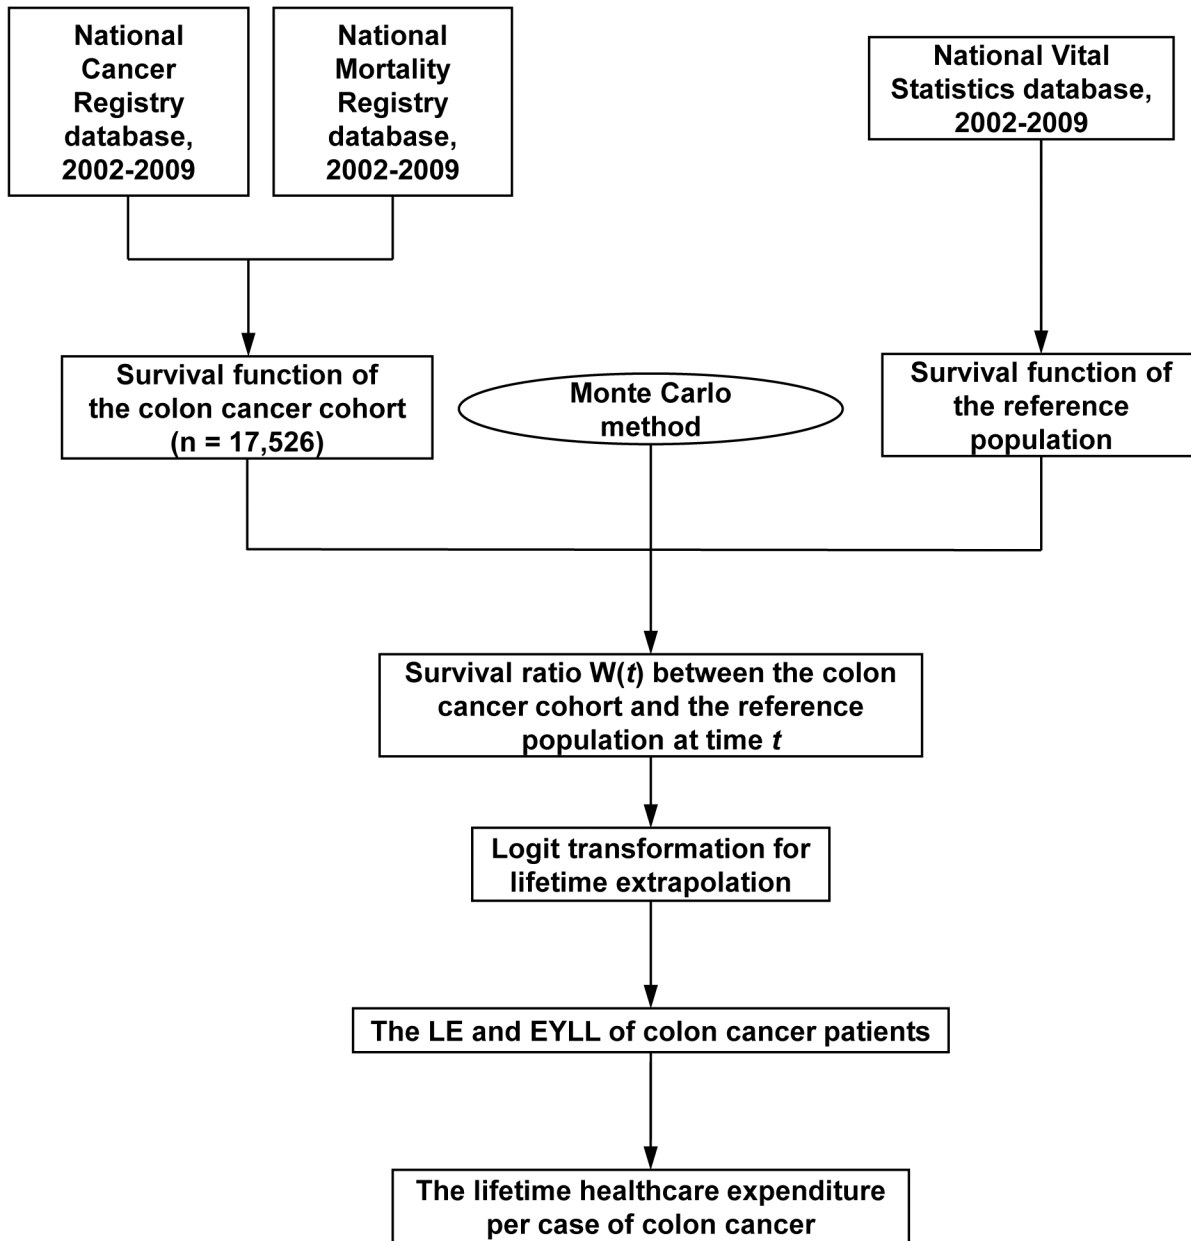 National
Cancer
Registry
database,
2002-2009
National
Mortality
Registry
database,
2002-2009
National Vital
Statistics database,
2002-2009
Survival function of
the colon cancer cohort
(n = 17,526)
Monte Carlo
method
Survival function of
the reference
population
Survival ratio W(t) between the colon
cancer cohort and the reference
population at time t
Logit transformation for
lifetime extrapolation
The LE and EYLL of colon cancer patients
The lifetime healthcare expenditure
per case of colon cancer